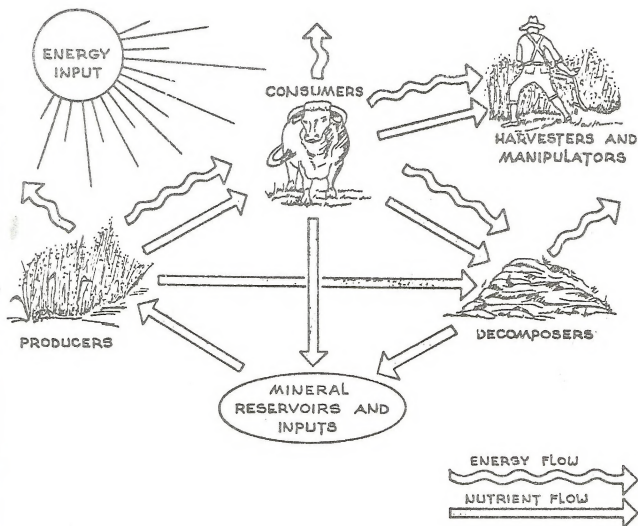 ENERGY
INPUT
CONSUMERS
HARVESTERS AND
MANIPULATORS
PRODUCERS
DECOMPOSERS
MINERAL
RESERVOIRS AND
INPUTS
ENERGY FLOW
NUTRIENT FLOW